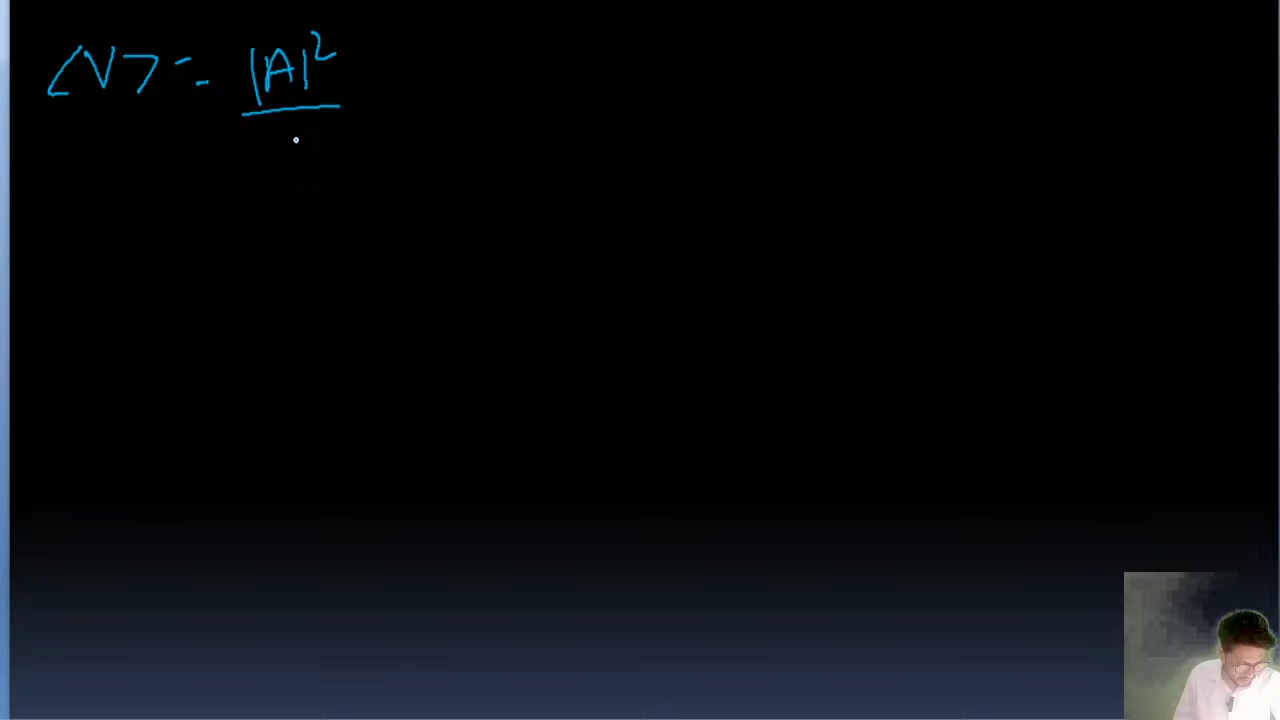 <V> = |A|²